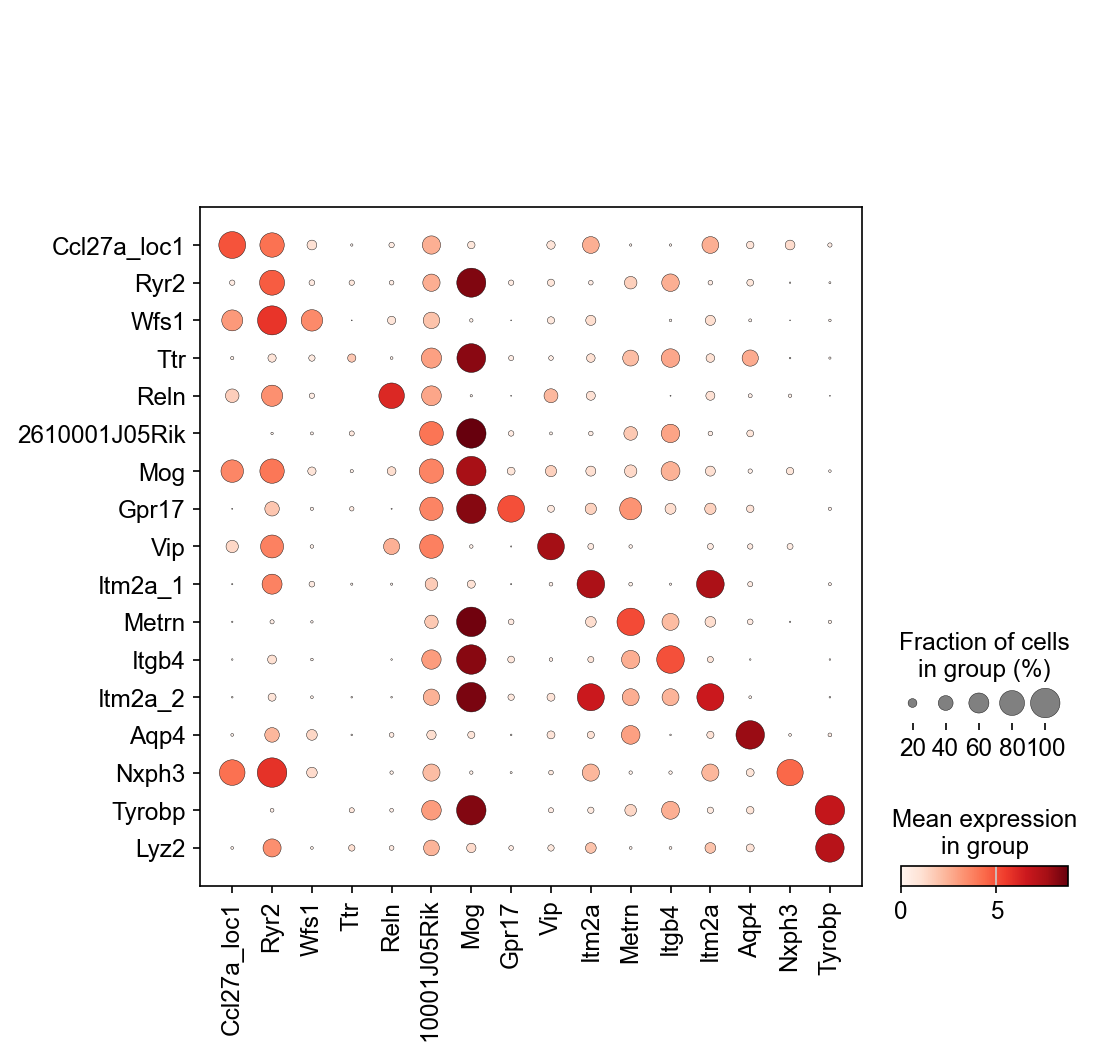 Ccl27a_loc1
Ryr2
Wfs1
Ttr
Reln
2610001J05Rik
Mog
Gpr17
Vip
Itm2a_1
Metrn
Itgb4
Itm2a_2
Aqp4
Nxph3
Tyrobp
Lyz2
Ccl27a_loc1
Ryr2
Wfs1
Ttr
Reln
10001J05Rik
Mog
Gpr17
Vip
Itm2a
Metrn
Itgb4
Itm2a
Aqp4
Nxph3
Tyrobp
Fraction of cells
in group (%)
20 40 60 80 100
Mean expression
in group
0 5